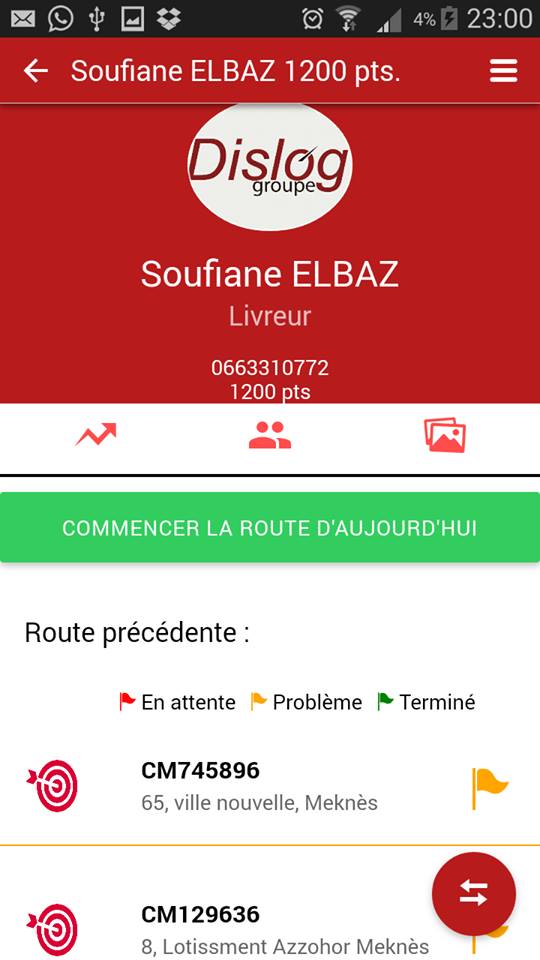 4% 23:00
Soufiane ELBAZ 1200 pts.
Dislog
groupe
Soufiane ELBAZ
Livreur
0663310772
1200 pts
COMMENCER LA ROUTE D'AUJOURD'HUI
Route précédente :
En attente Problème Terminé
CM745896
65, ville nouvelle, Meknès
CM129636
8, Lotissment Azzohor Meknès